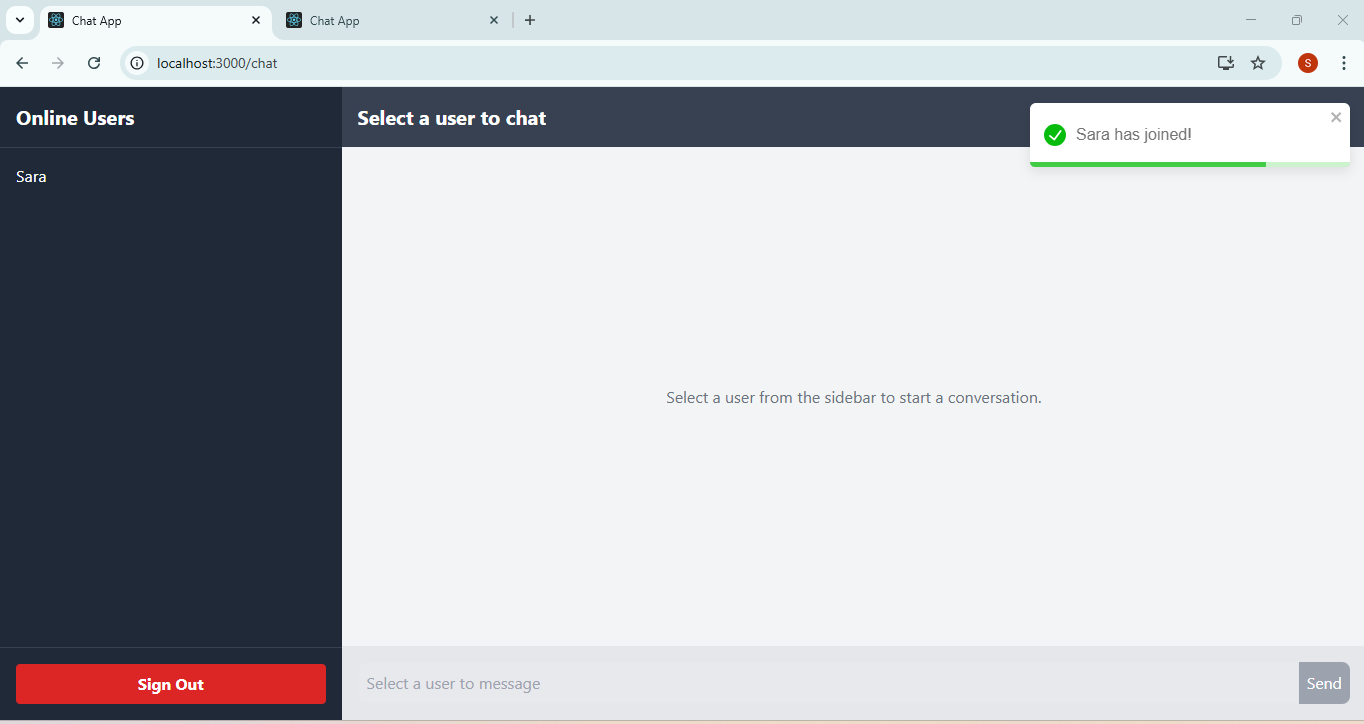 Chat App
Chat App
localhost:3000/chat
S
Online Users
Select a user to chat
Sara has joined!
Sara
Select a user from the sidebar to start a conversation.
Sign Out
Select a user to message
Send